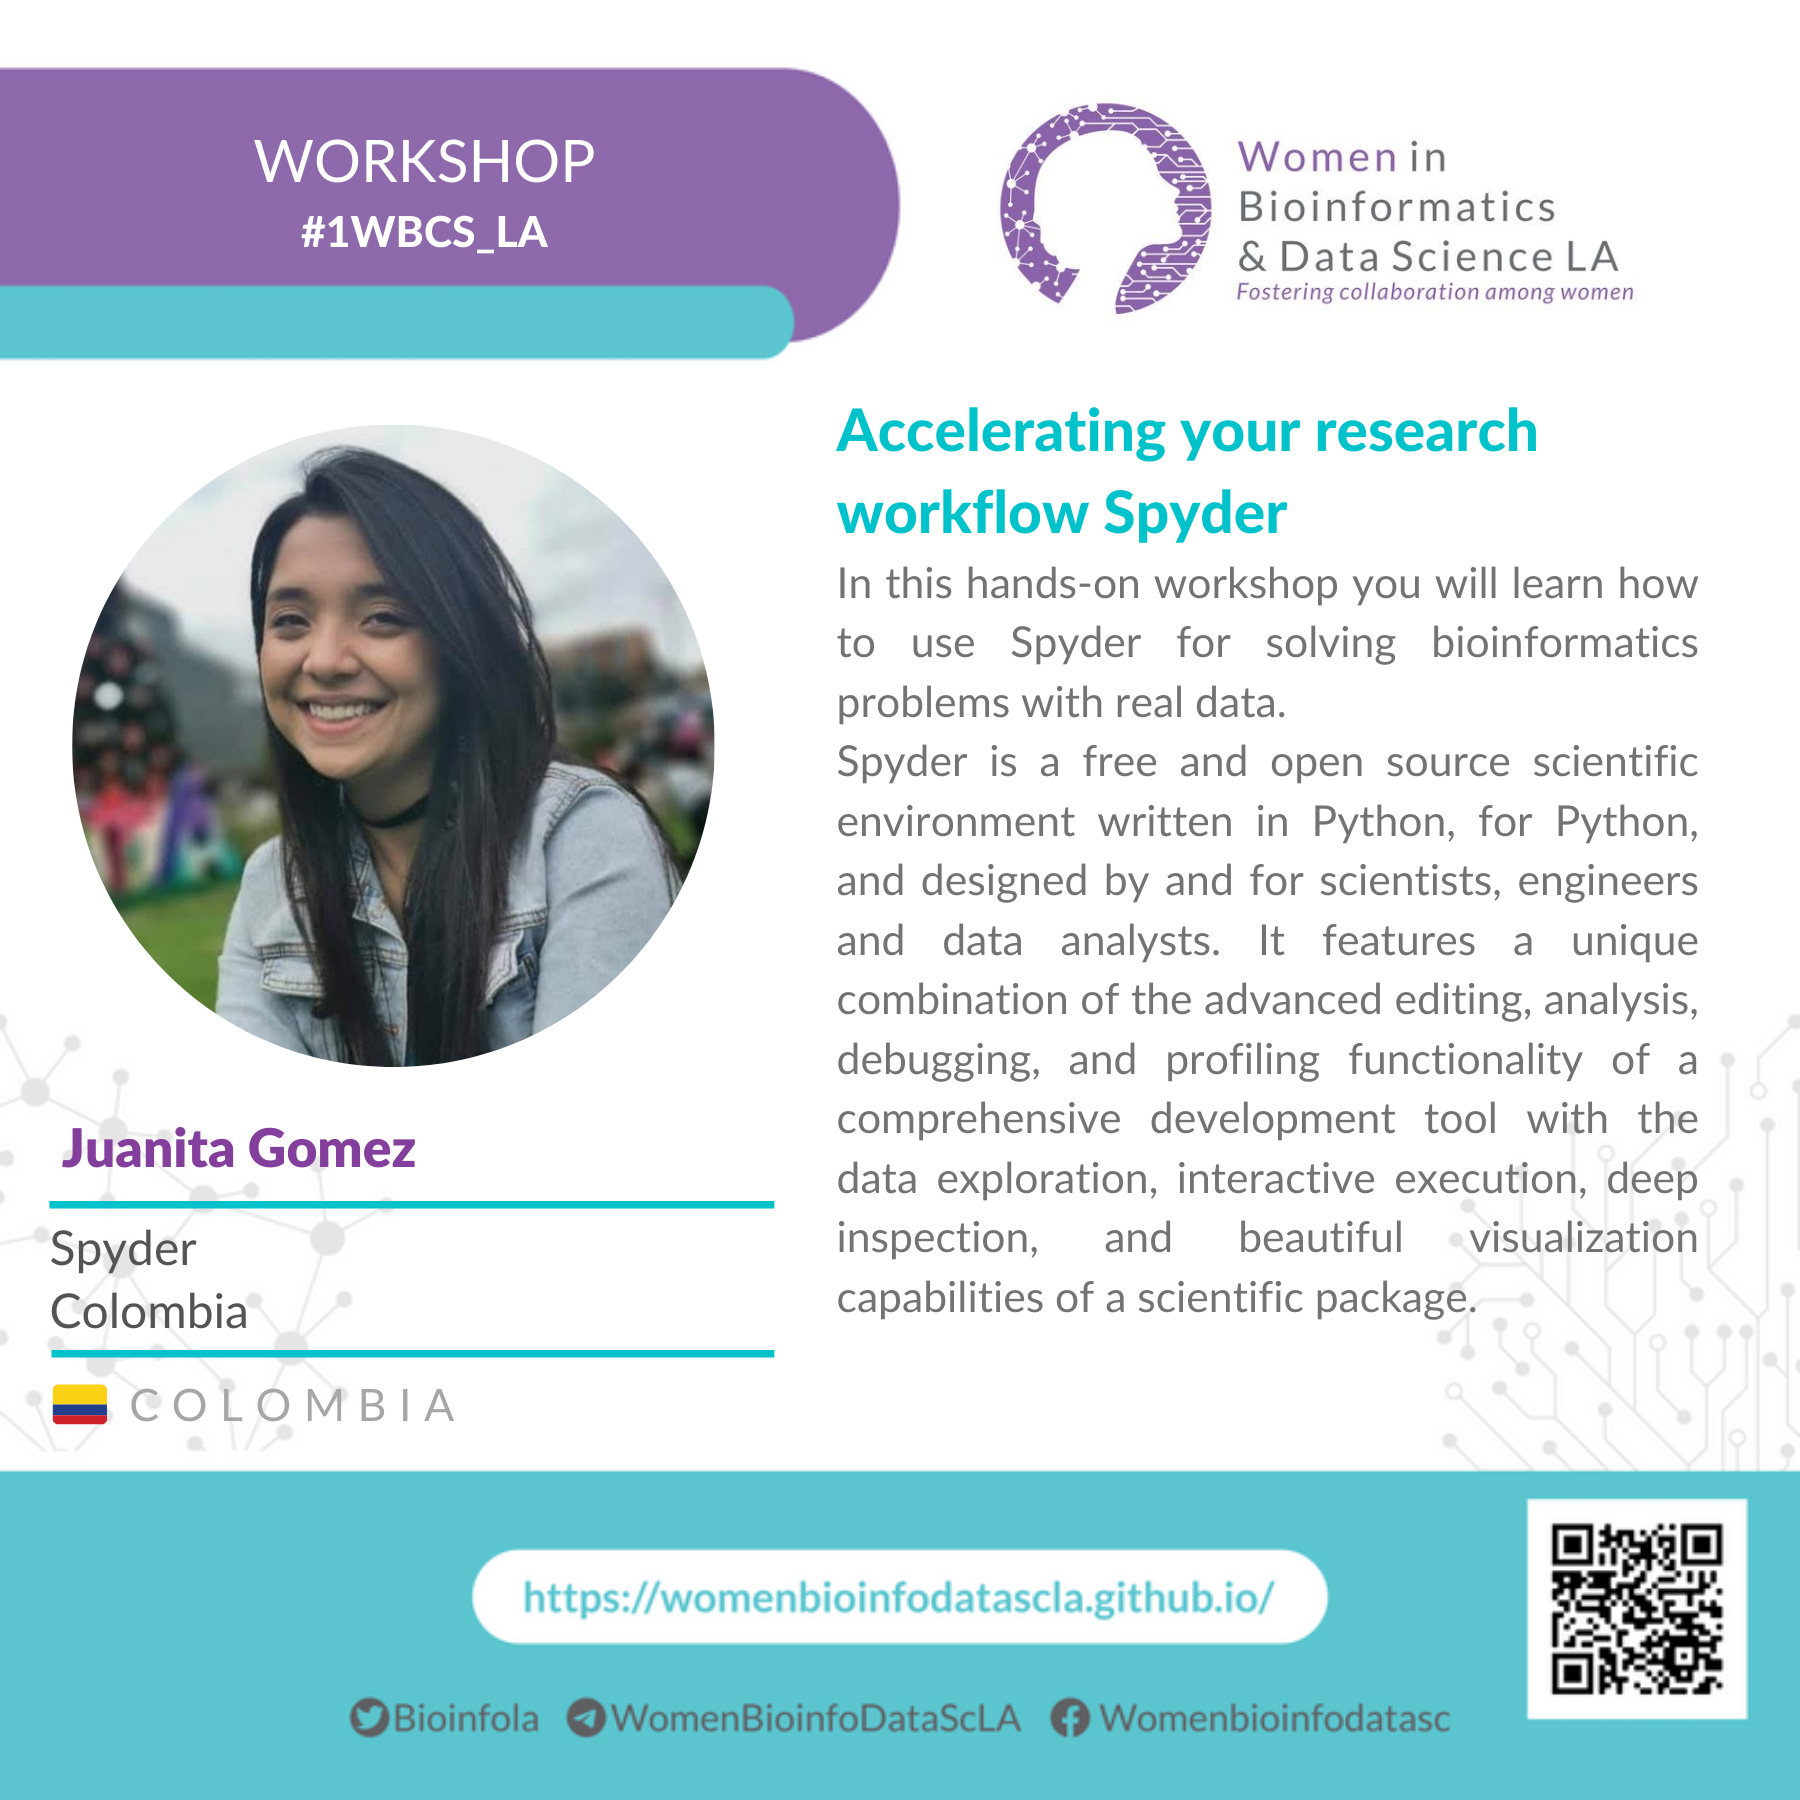 WORKSHOP
#1WBCS_LA
Women in
Bioinformatics
& Data Science LA
Fostering collaboration among women
Accelerating your research
workflow Spyder
In this hands-on workshop you will learn how
to use Spyder for solving bioinformatics
problems with real data.
Spyder is a free and open source scientific
environment written in Python, for Python,
and designed by and for scientists, engineers
and data analysts. It features a unique
combination of the advanced editing, analysis,
debugging, and profiling functionality of a
comprehensive development tool with the
data exploration, interactive execution, deep
inspection, and beautiful visualization
capabilities of a scientific package.
Juanita Gomez
Spyder
Colombia
COLOMBIA
https://womenbioinfodatascla.github.io/
Bioinfola WomenBioinfoDataScLA Womenbioinfodatasc